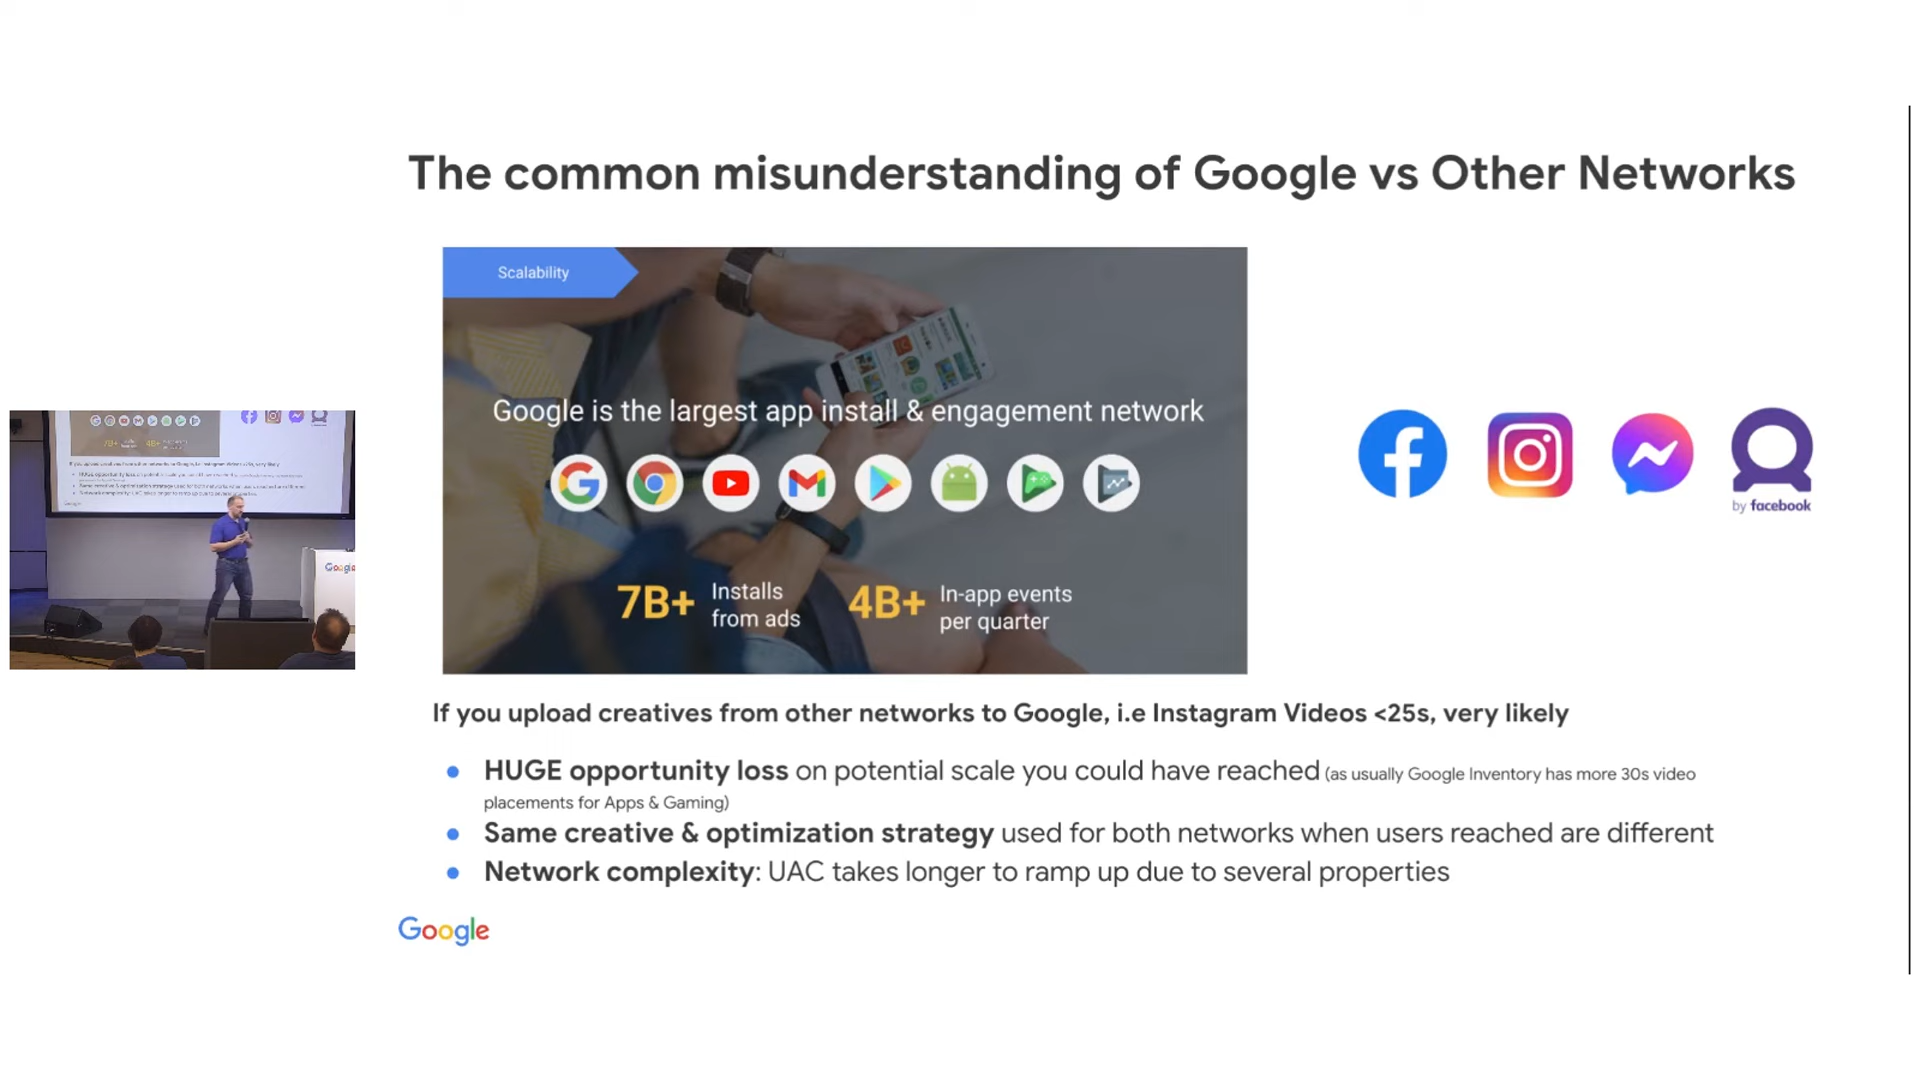 The common misunderstanding of Google vs Other Networks
Scalability
Google is the largest app install & engagement network
7B+ Installs from ads
4B+ In-app events per quarter
by facebook
If you upload creatives from other networks to Google, i.e Instagram Videos <25s, very likely
HUGE opportunity loss on potential scale you could have reached (as usually Google Inventory has more 30s video
placements for Apps & Gaming)
Same creative & optimization strategy used for both networks when users reached are different
Network complexity: UAC takes longer to ramp up due to several properties
Google
Google